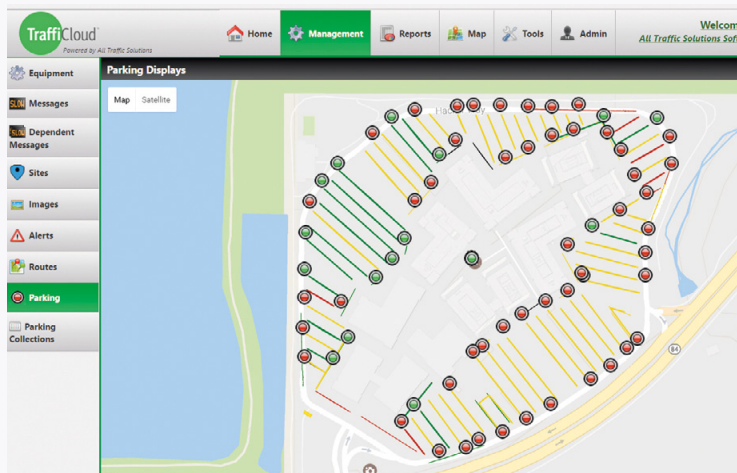 TraffiCloud
Powered by All Traffic Solutions
Home
Management
Reports
Map
Tools
Admin
Welcom
All Traffic Solutions Sof
Equipment
SLOW Messages
SLOW Dependent
Messages
Sites
Images
Alerts
Routes
Parking
Parking
Collections
Parking Displays
Map
Satellite
84